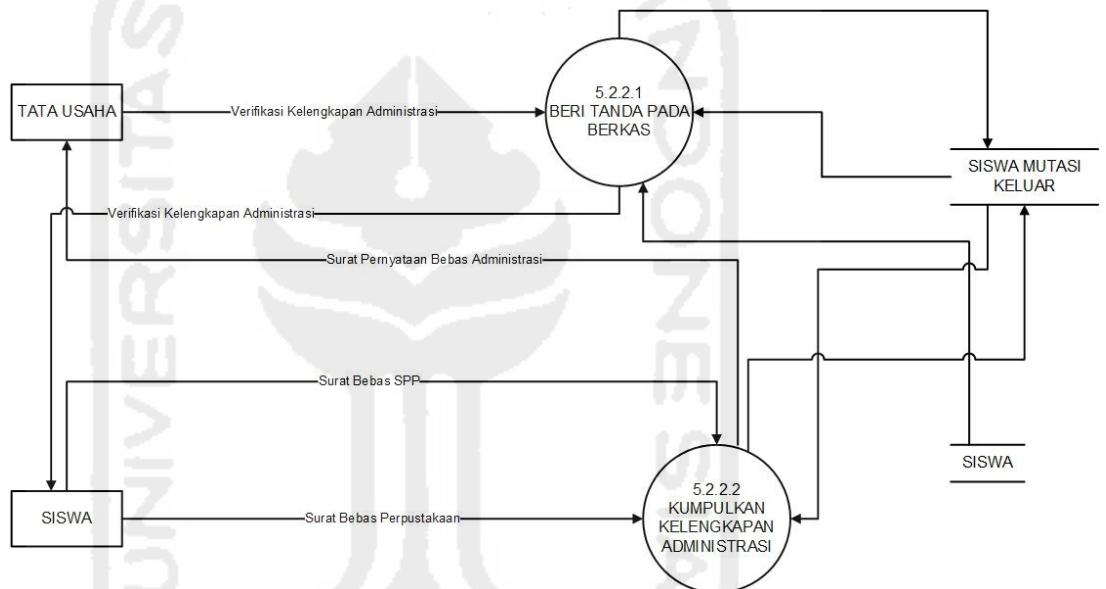 5.2.2.1
BERI TANDA PADA
BERKAS
TATA USAHA
Verifikasi Kelengkapan Administrasi
SISWA MUTASI
KELUAR
Verifikasi Kelengkapan Administrasi
Surat Pernyataan Bebas Administrasi
Surat Bebas SPP
SISWA
5.2.2.2
KUMPULKAN
KELENGKAPAN
ADMINISTRASI
SISWA
Surat Bebas Perpustakaan
UNIVERSITAS